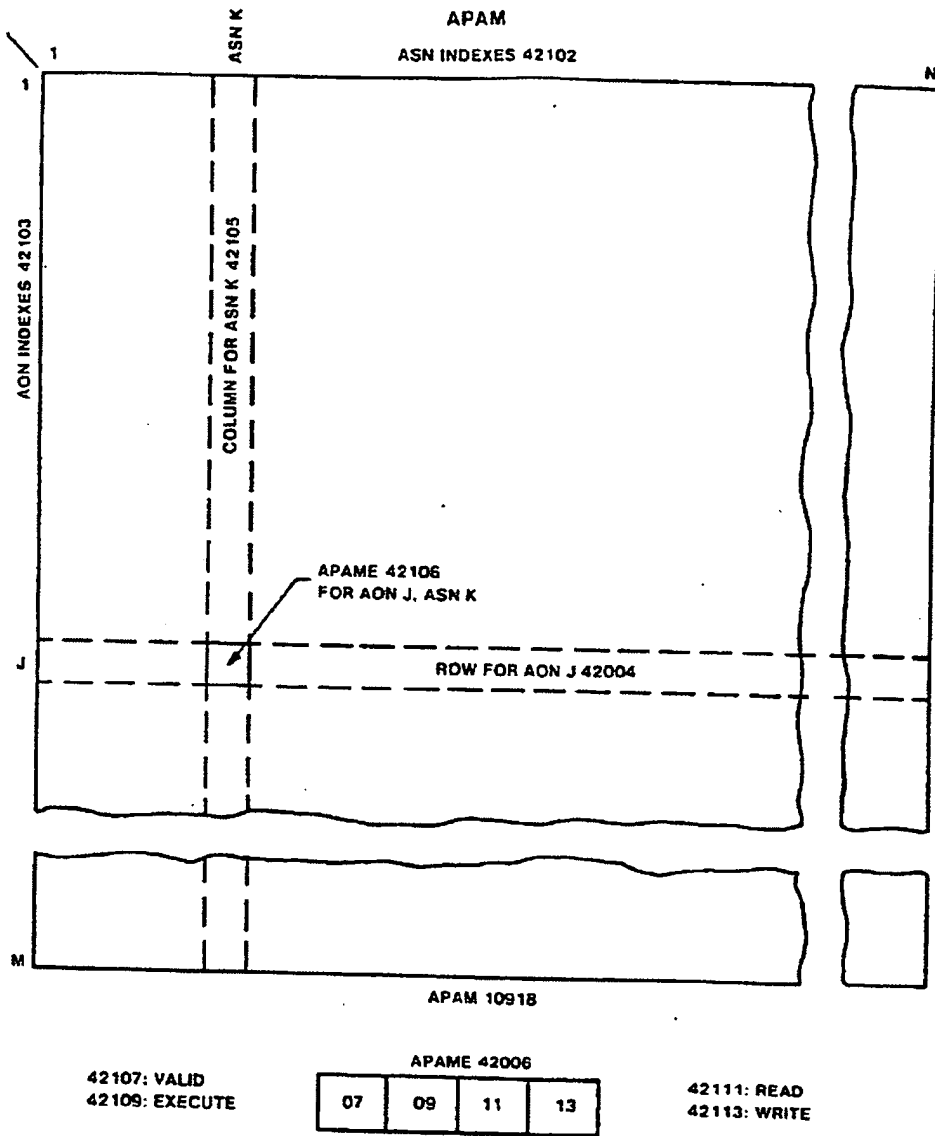 APAM
ASN K
ASN INDEXES 42102
1
N
1
AON INDEXES 42103
COLUMN FOR ASN K 42105
APAME 42106
FOR AON J, ASN K
J
ROW FOR AON J 42004
M
APAM 10918
APAME 42006
42107: VALID
42109: EXECUTE
07 09 11 13
42111: READ
42113: WRITE